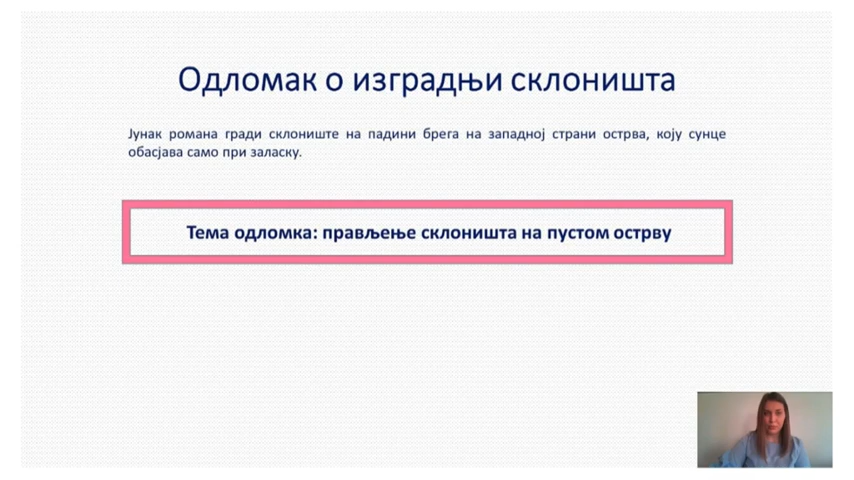 Одломак о изградњи склоништа
Јунак романа гради склониште на падини брега на западној страни острва, коју сунце
обасјава само при заласку.
Тема одломка: прављење склоништа на пустом острву